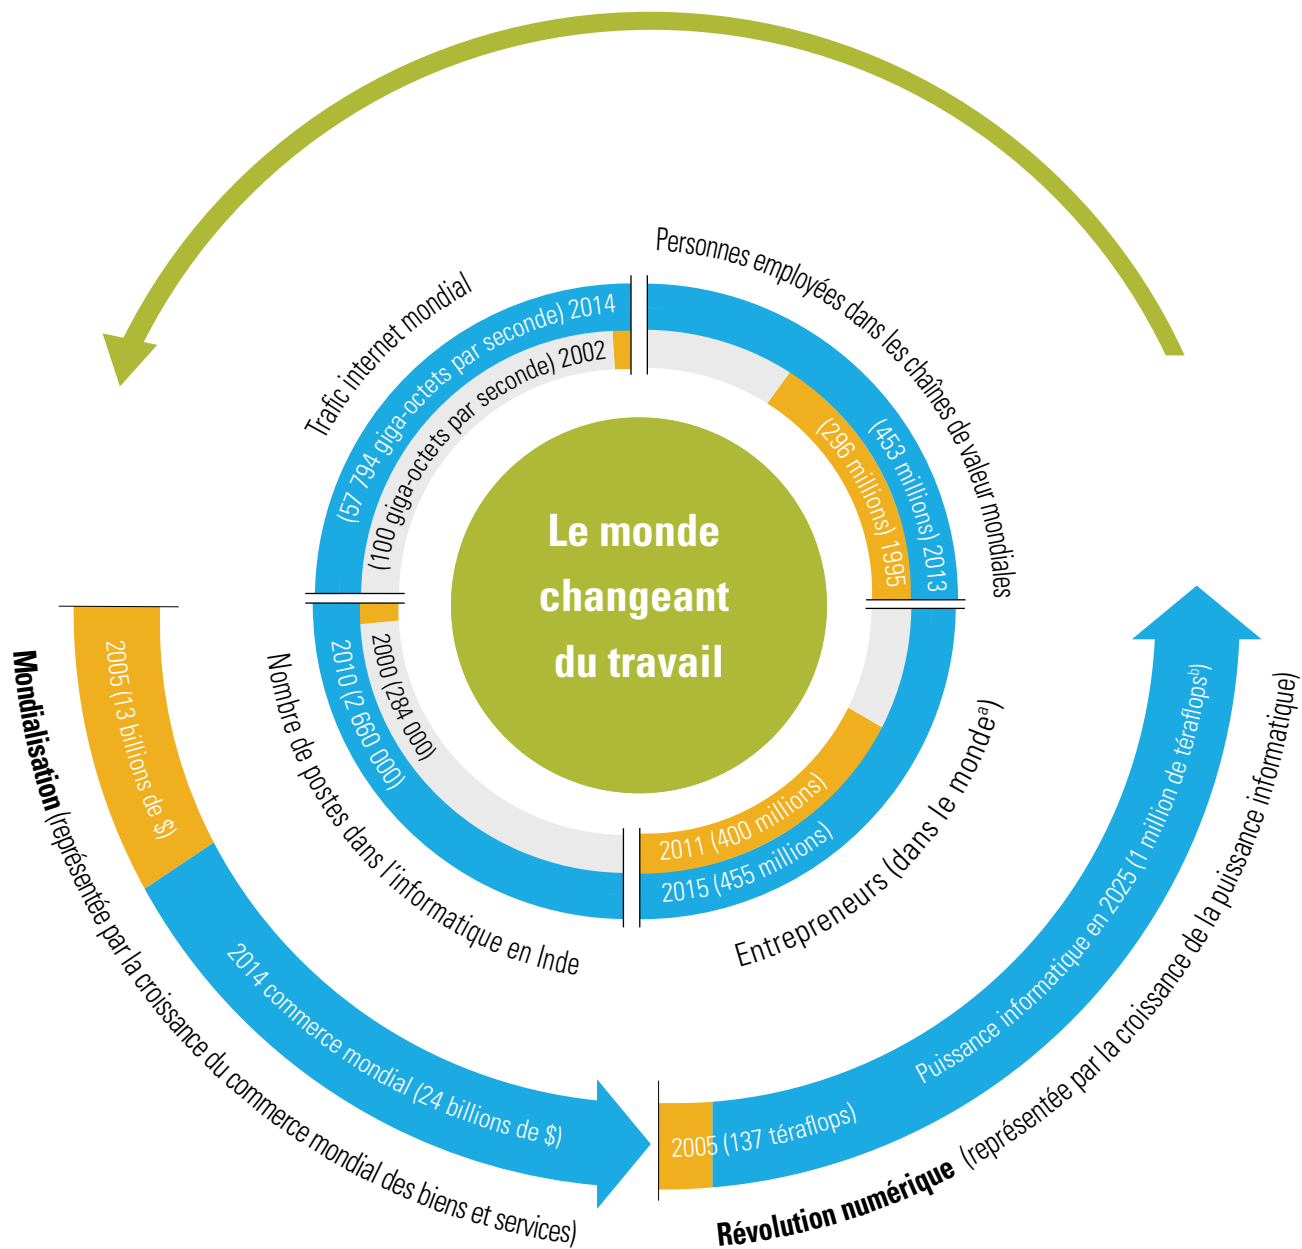 Le monde
changeant
du travail
Trafic internet mondial
(57 794 giga-octets par seconde) 2014
(100 giga-octets par seconde) 2002
Personnes employées dans les chaînes de valeur mondiales
(453 millions) 2013
(296 millions) 1995
Nombre de postes dans l'informatique en Inde
2000 (284 000)
2010 (2 660 000)
Entrepreneurs (dans le mondeᵃ)
2011 (400 millions)
2015 (455 millions)
Mondialisation (représentée par la croissance du commerce mondial des biens et services)
2005 (13 billions de $)
2014 commerce mondial (24 billions de $)
Révolution numérique (représentée par la croissance de la puissance informatique)
2005 (137 téraflops)
Puissance informatique en 2025 (1 million de téraflopsᵇ)